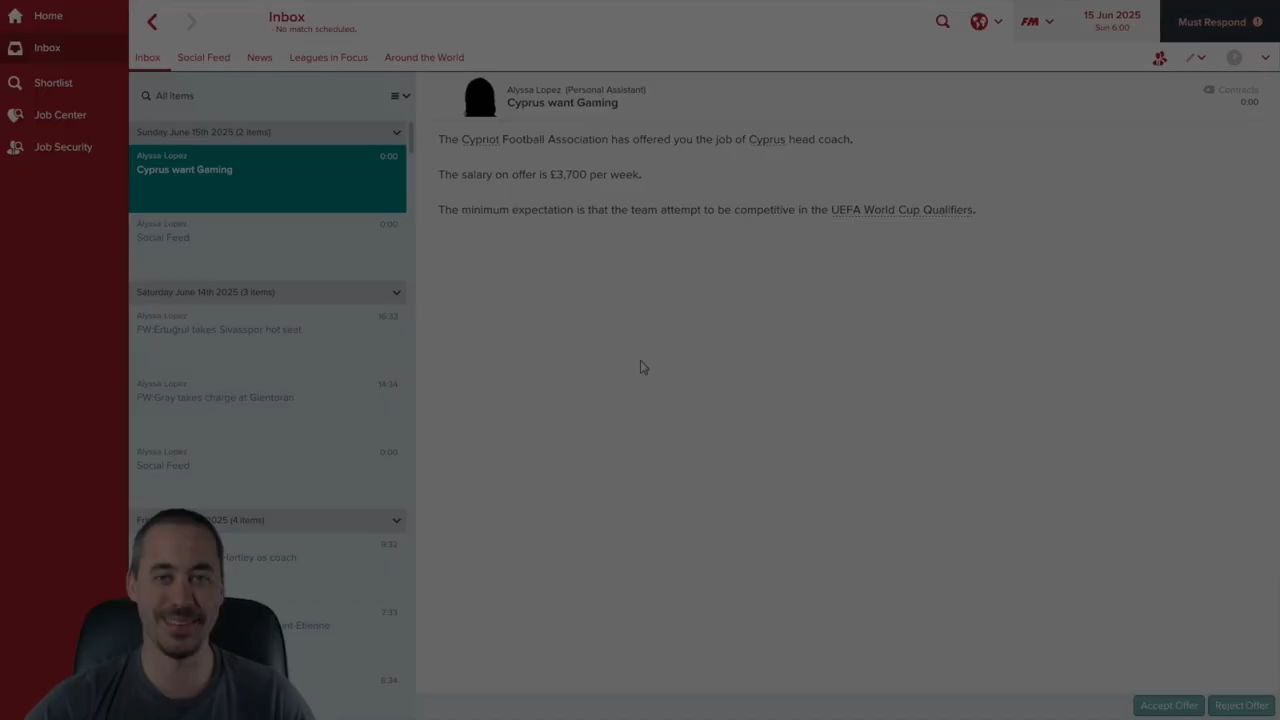 Home
Inbox
Shortlist
Job Center
Job Security
Inbox
- No match scheduled.
FM
15 Jun 2025
Sun 6:00
Must Respond
Inbox
Social Feed
News
Leagues in Focus
Around the World
All Items
Sunday June 15th 2025 (2 items)
Alyssa Lopez 0:00
Cyprus want Gaming
Alyssa Lopez 0:00
Social Feed
Saturday June 14th 2025 (3 items)
Alyssa Lopez 16:33
FW:Ertuğrul takes Sivasspor hot seat
Alyssa Lopez 14:34
FW:Gray takes charge at Glentoran
Alyssa Lopez 0:00
Social Feed
2025 (4 items)
9:32
Hartley as coach
7:33
Etienne
Alyssa Lopez (Personal Assistant)
Cyprus want Gaming
Contracts
0:00
The Cypriot Football Association has offered you the job of Cyprus head coach.
The salary on offer is £3,700 per week.
The minimum expectation is that the team attempt to be competitive in the UEFA World Cup Qualifiers.
Accept Offer
Reject Offer